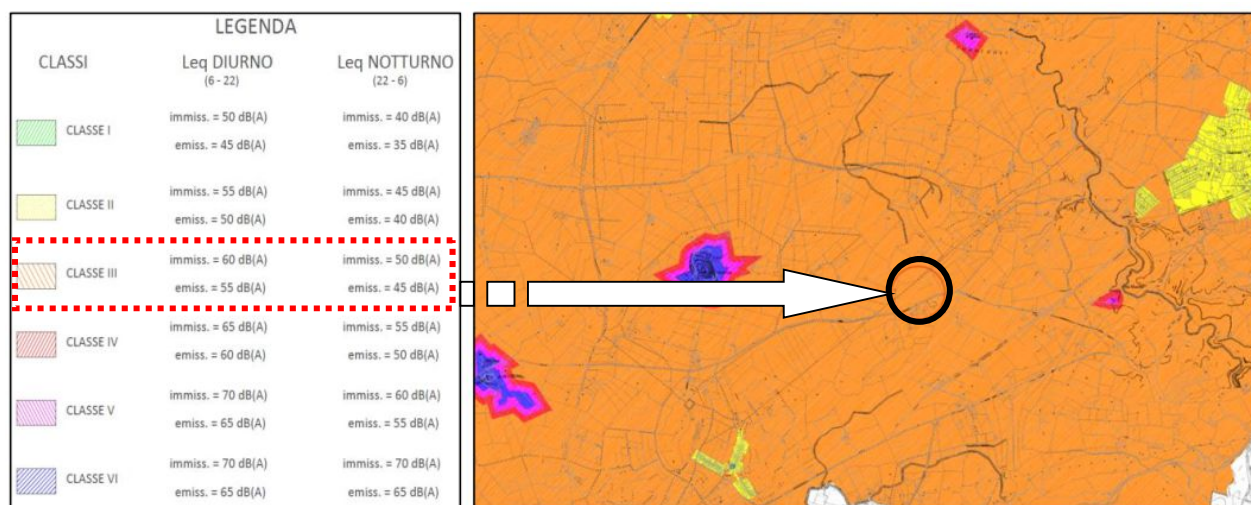 LEGENDA
CLASSI Leq DIURNO Leq NOTTURNO
(6 - 22) (22 - 6)
immiss. = 50 dB(A) immiss. = 40 dB(A)
CLASSE I
emiss. = 45 dB(A) emiss. = 35 dB(A)
immiss. = 55 dB(A) immiss. = 45 dB(A)
CLASSE II
emiss. = 50 dB(A) emiss. = 40 dB(A)
immiss. = 60 dB(A) immiss. = 50 dB(A)
CLASSE III
emiss. = 55 dB(A) emiss. = 45 dB(A)
immiss. = 65 dB(A) immiss. = 55 dB(A)
CLASSE IV
emiss. = 60 dB(A) emiss. = 50 dB(A)
immiss. = 70 dB(A) immiss. = 60 dB(A)
CLASSE V
emiss. = 65 dB(A) emiss. = 55 dB(A)
immiss. = 70 dB(A) immiss. = 70 dB(A)
CLASSE VI
emiss. = 65 dB(A) emiss. = 65 dB(A)